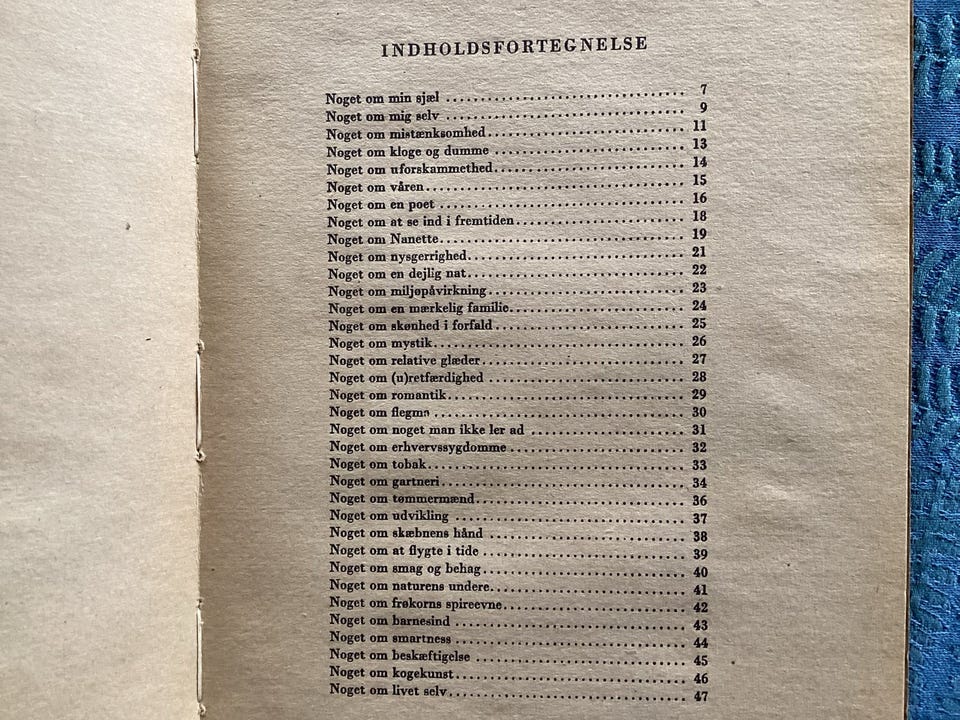 INDHOLDSFORTEGNELSE
Noget om min sjæl ........ 7
Noget om mig selv ........ 9
Noget om mistænksomhed ........ 11
Noget om kloge og dumme ........ 13
Noget om uforskammethed ........ 14
Noget om våren ........ 15
Noget om en poet ........ 16
Noget om at se ind i fremtiden ........ 18
Noget om Nanette ........ 19
Noget om nysgerrighed ........ 21
Noget om en dejlig nat ........ 22
Noget om miljøpåvirkning ........ 23
Noget om en mærkelig familie ........ 24
Noget om skønhed i forfald ........ 25
Noget om mystik ........ 26
Noget om relative glæder ........ 27
Noget om (u)retfærdighed ........ 28
Noget om romantik ........ 29
Noget om flegma ........ 30
Noget om noget man ikke ler ad ........ 31
Noget om erhvervssygdomme ........ 32
Noget om tobak ........ 33
Noget om gartneri ........ 34
Noget om tømmermænd ........ 36
Noget om udvikling ........ 37
Noget om skæbnens hånd ........ 38
Noget om at flygte i tide ........ 39
Noget om smag og behag ........ 40
Noget om naturens undere ........ 41
Noget om frøkorns spireevne ........ 42
Noget om barnesind ........ 43
Noget om smartness ........ 44
Noget om beskæftigelse ........ 45
Noget om kogekunst ........ 46
Noget om livet selv ........ 47